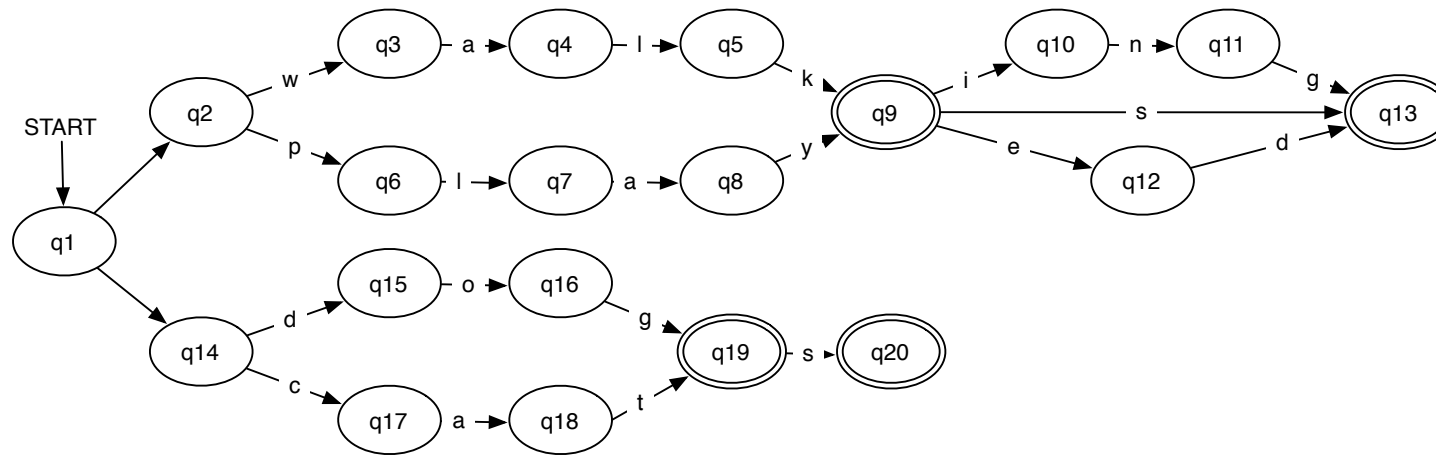 q3 a q4 l q5
q10 n q11
w k i g
q2 q9 s q13
START
p y e d
q6 l q7 a q8 q12
q1
q15 o q16
d g
q14 q19 s q20
c t
q17 a q18